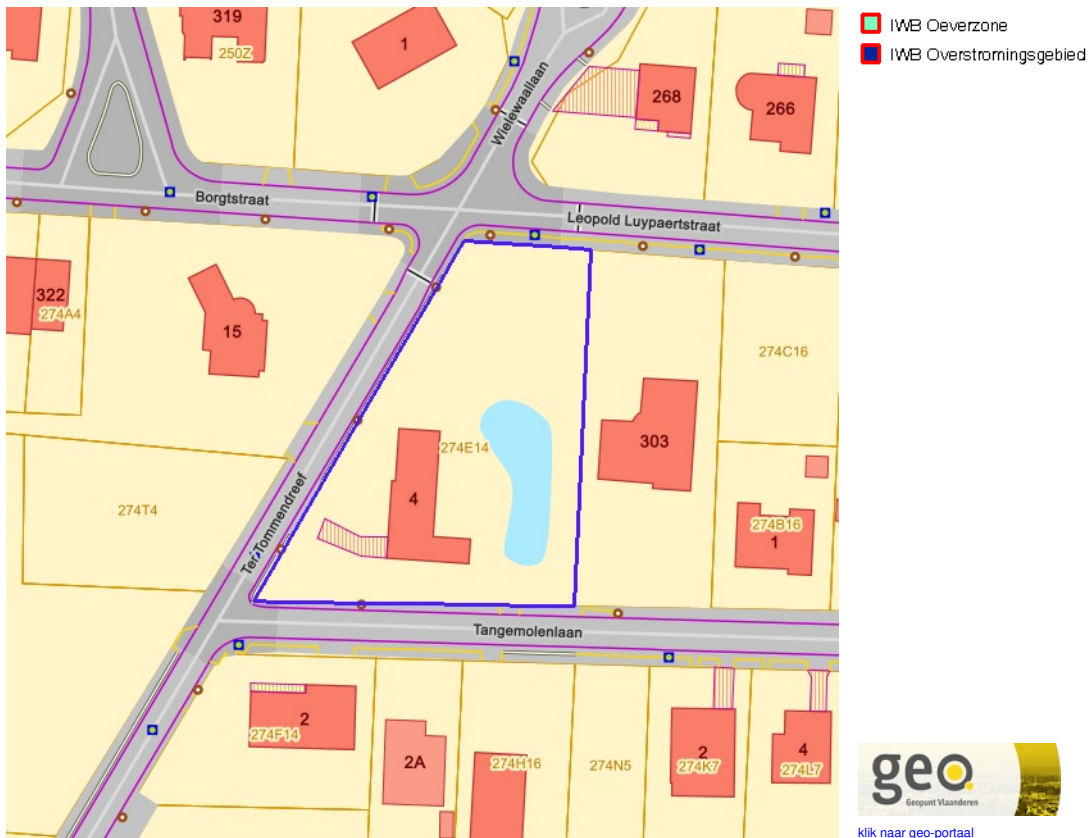 319
250Z
1
Wielewaallaan
268
266
Borgtstraat
Leopold Luypaertstraat
322
274A4
15
274C16
303
274E14
4
274T4
Ter Tommendreef
274B16
1
Tangemolenlaan
2
274F14
2A
274H16
274N5
2
274K7
4
274L7
IWB Oeverzone
IWB Overstromingsgebied
geo
Geopunt Vlaanderen
klik naar geo-portaal